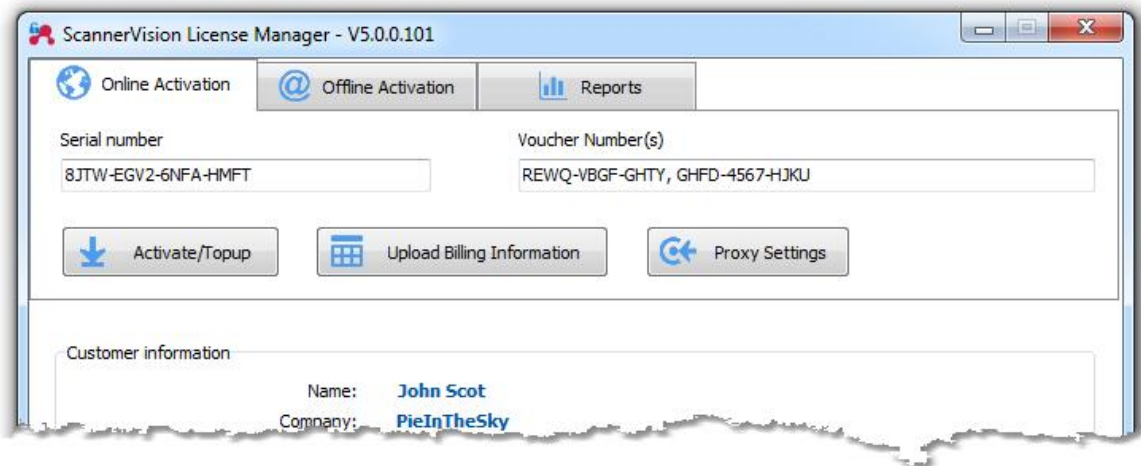 ScannerVision License Manager - V5.0.0.101
Online Activation Offline Activation Reports
Serial number Voucher Number(s)
8JTW-EGV2-6NFA-HMFT REWQ-VBGF-GHTY, GHFD-4567-HJKU
Activate/Topup Upload Billing Information Proxy Settings
Customer information
Name: John Scot
Company: PieInTheSky